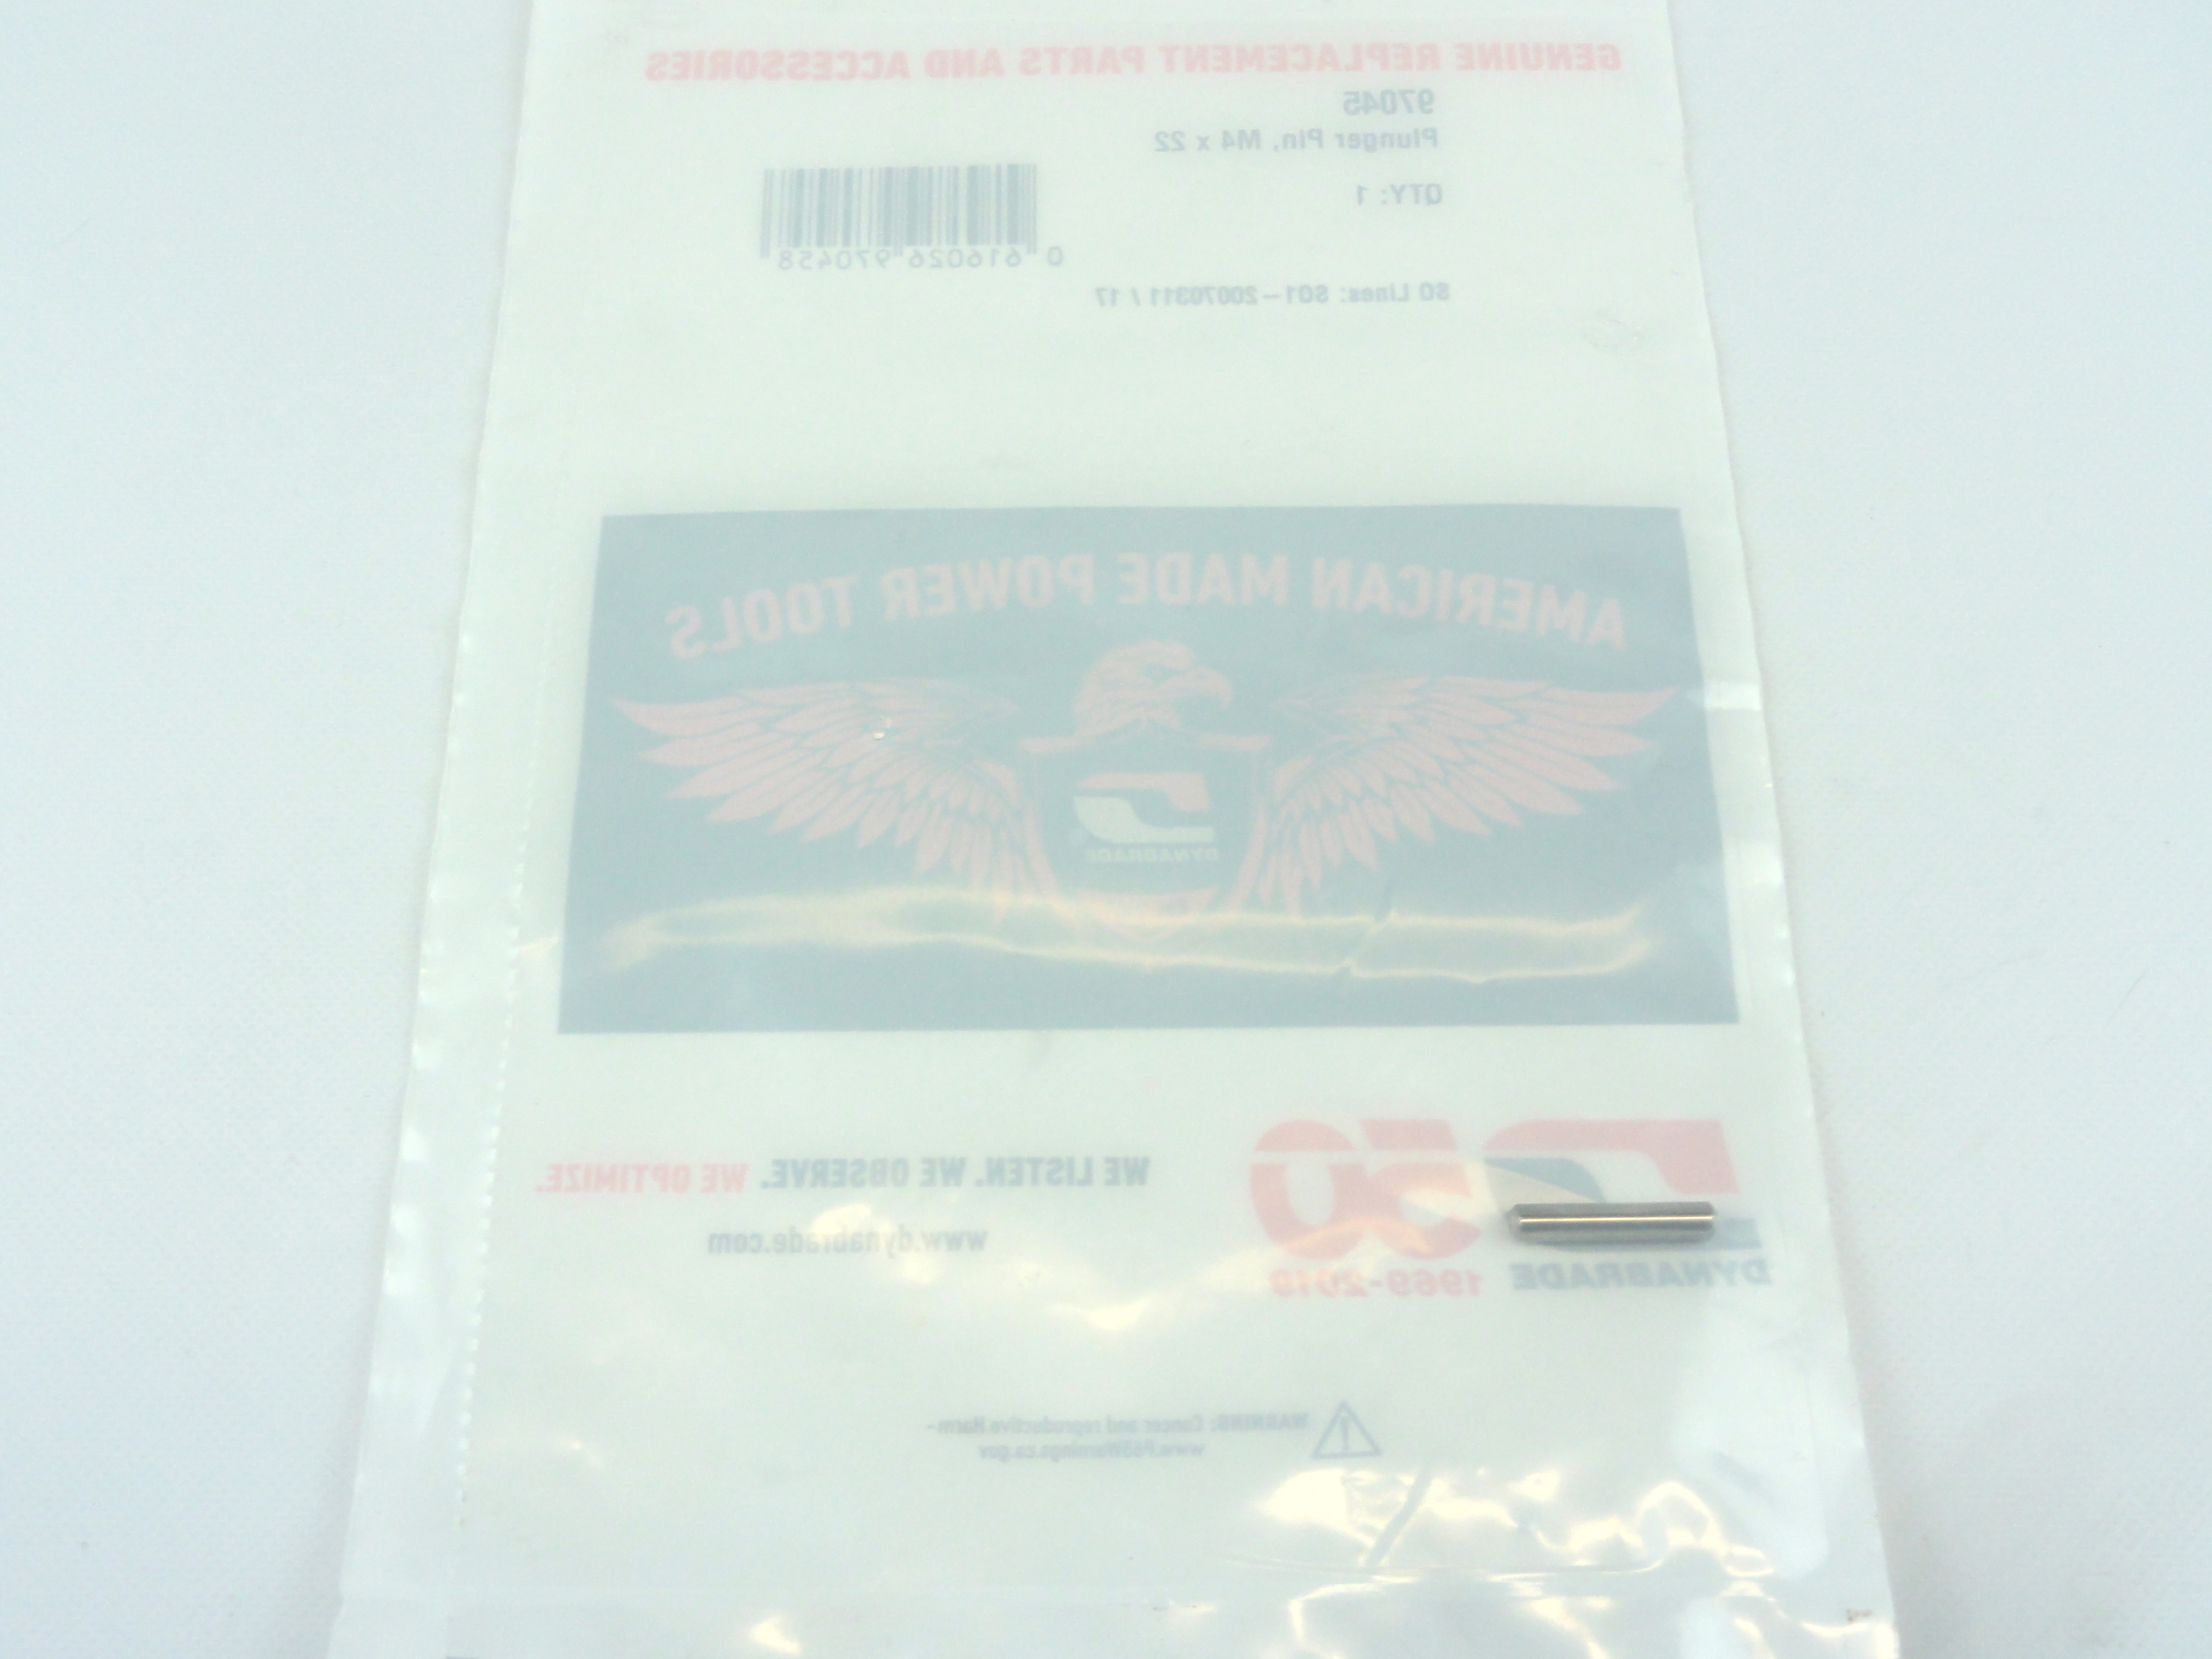 GENUINE REPLACEMENT PARTS AND ACCESSORIES
97045
Plunger Pin, M4 x 22
QTY: 1
0 616026 970458
SO Lines: SO1-20070311 / 17
AMERICAN MADE POWER TOOLS
DYNABRADE
WE LISTEN. WE OBSERVE. WE OPTIMIZE.
www.dynabrade.com
50
DYNABRADE 1969-2019
WARNING: Cancer and reproductive Harm-
www.P65Warnings.ca.gov